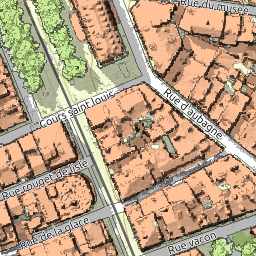 Rue du musée
Rue d'aubagne
Cours saint louis
Rue rouget de lisle
Rue de la glace
Rue vacon